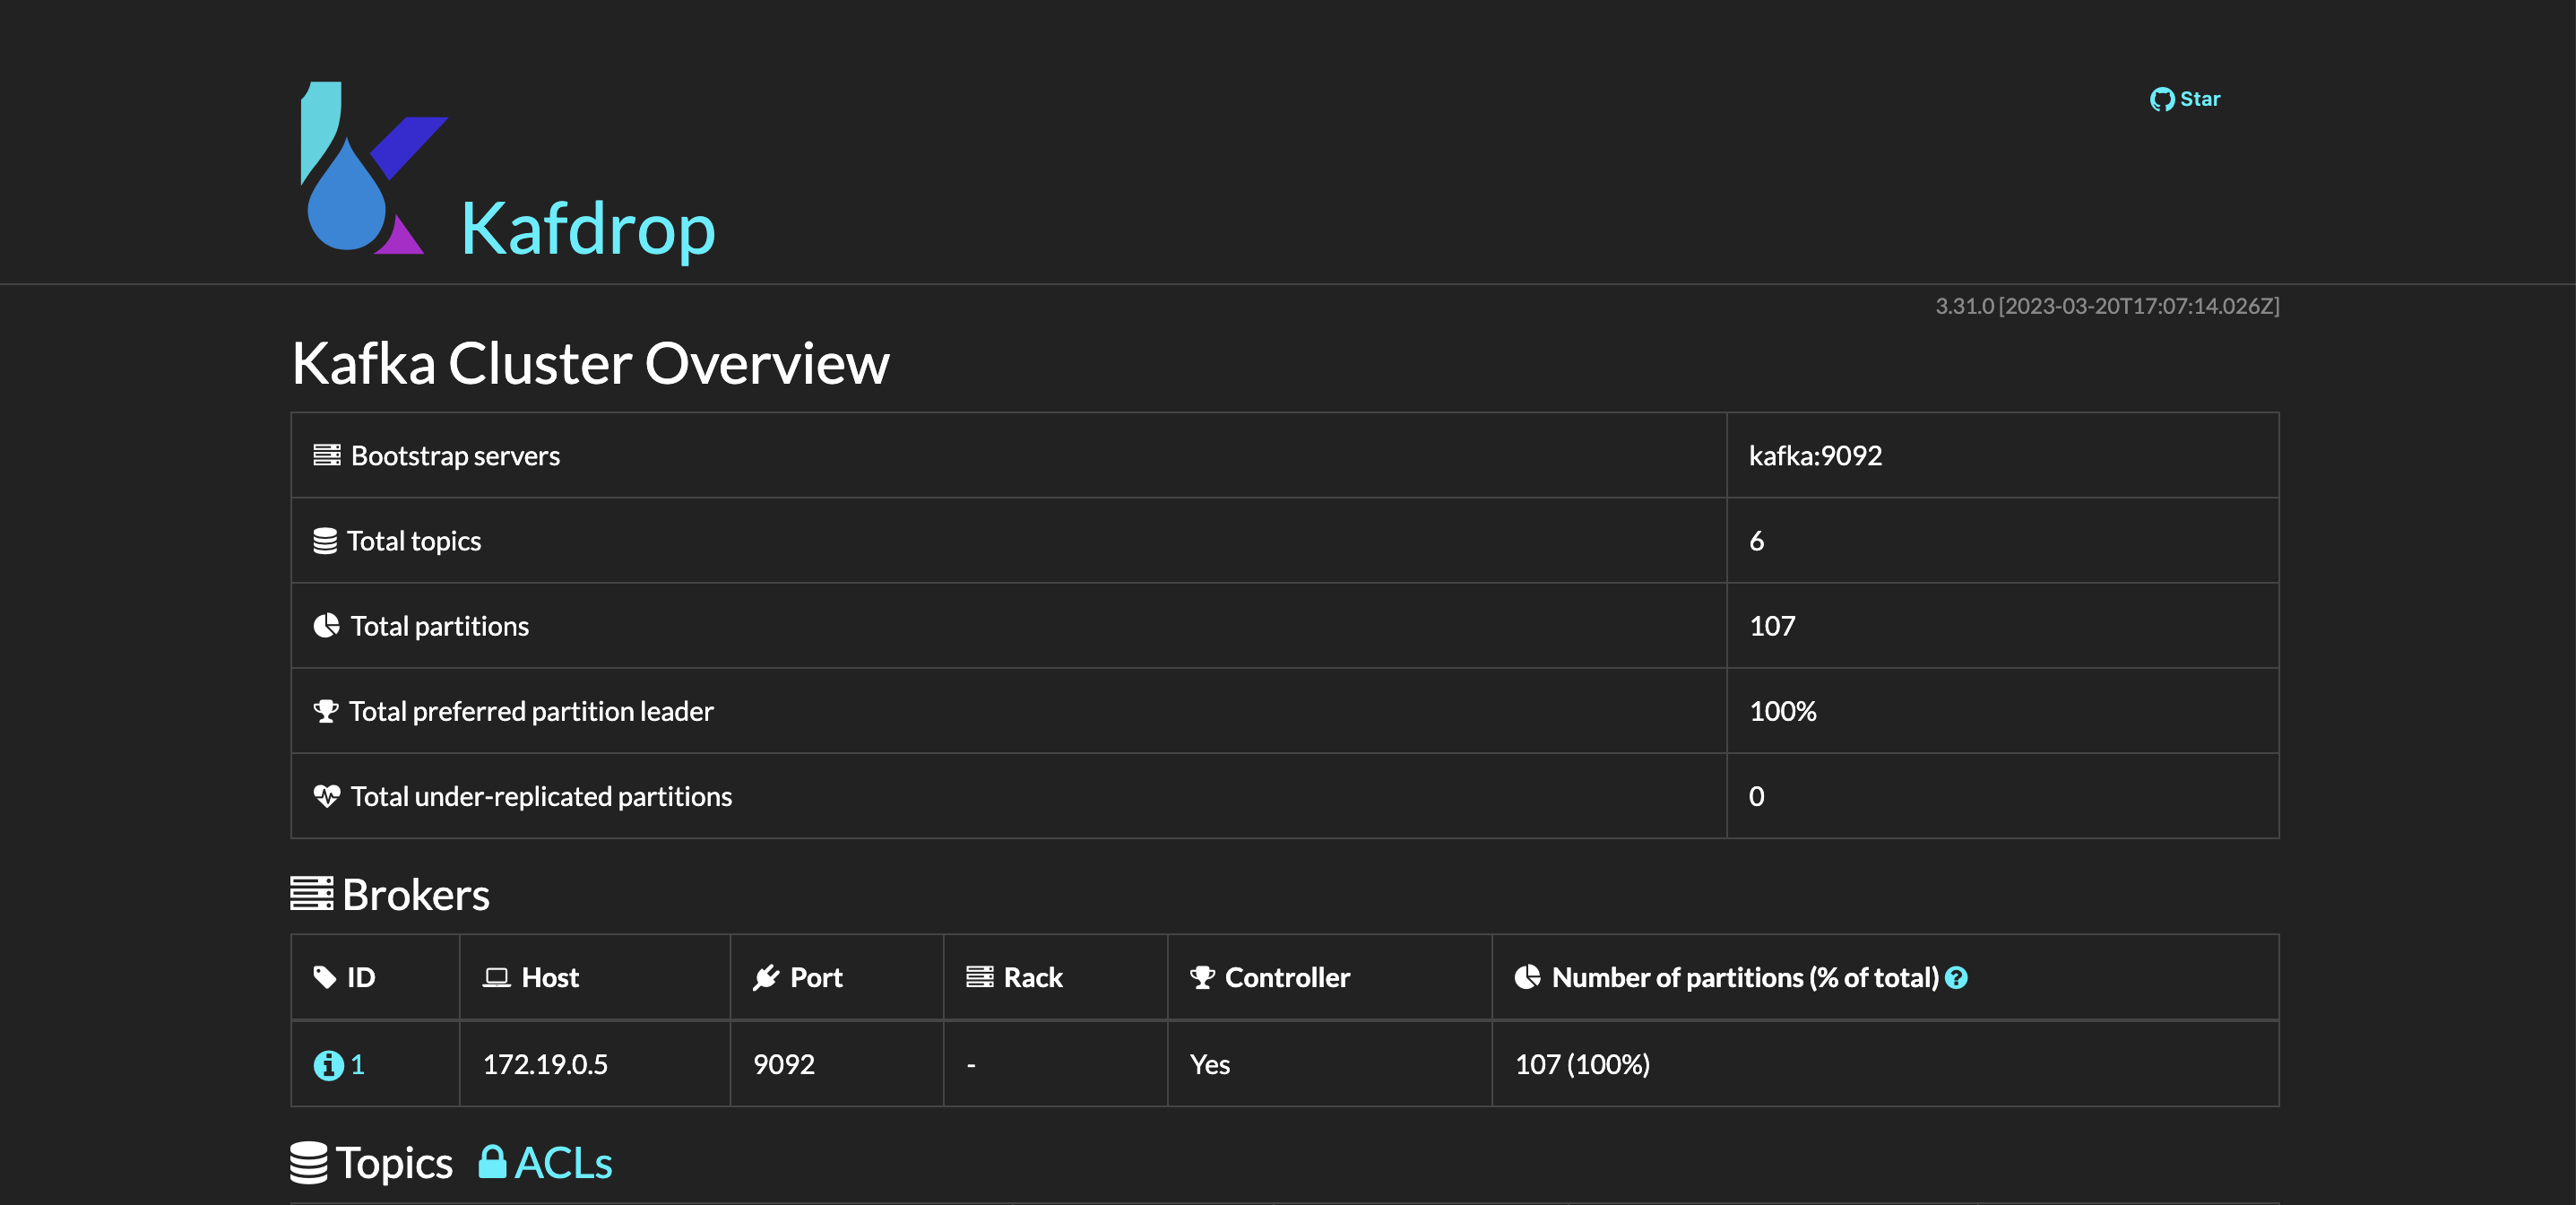 Star
Kafdrop
3.31.0 [2023-03-20T17:07:14.026Z]
Kafka Cluster Overview
Bootstrap servers kafka:9092
Total topics 6
Total partitions 107
Total preferred partition leader 100%
Total under-replicated partitions 0
Brokers
ID Host Port Rack Controller Number of partitions (% of total)
1 172.19.0.5 9092 - Yes 107 (100%)
Topics ACLs